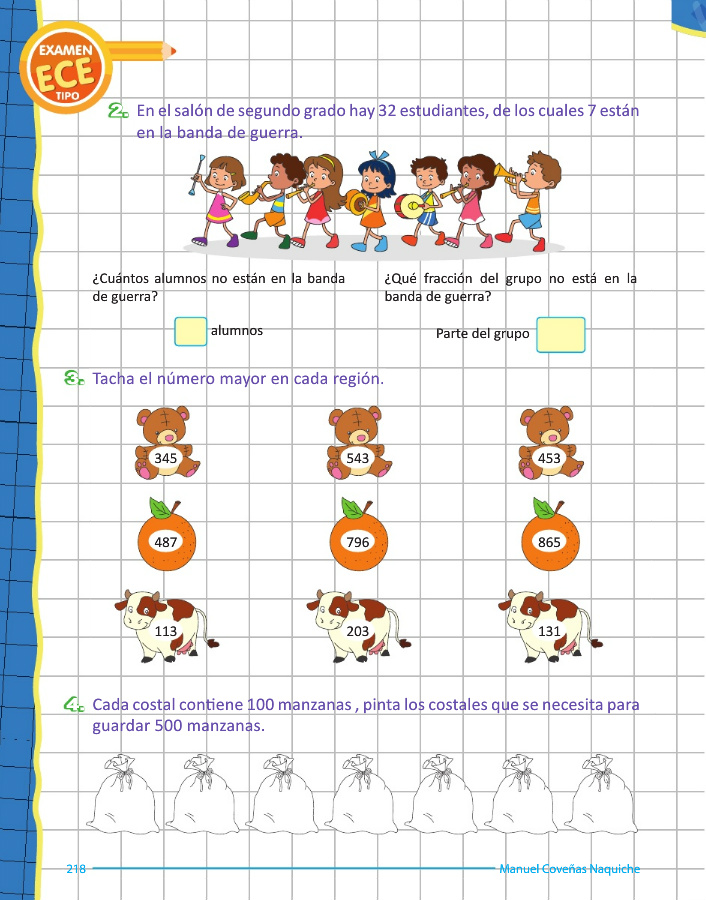 EXAMEN
ECE
TIPO
2. En el salón de segundo grado hay 32 estudiantes, de los cuales 7 están
en la banda de guerra.
¿Cuántos alumnos no están en la banda
de guerra?
alumnos
¿Qué fracción del grupo no está en la
banda de guerra?
Parte del grupo
3. Tacha el número mayor en cada región.
345 543 453
487 796 865
113 203 131
4. Cada costal contiene 100 manzanas , pinta los costales que se necesita para
guardar 500 manzanas.
218 Manuel Coveñas Naquiche